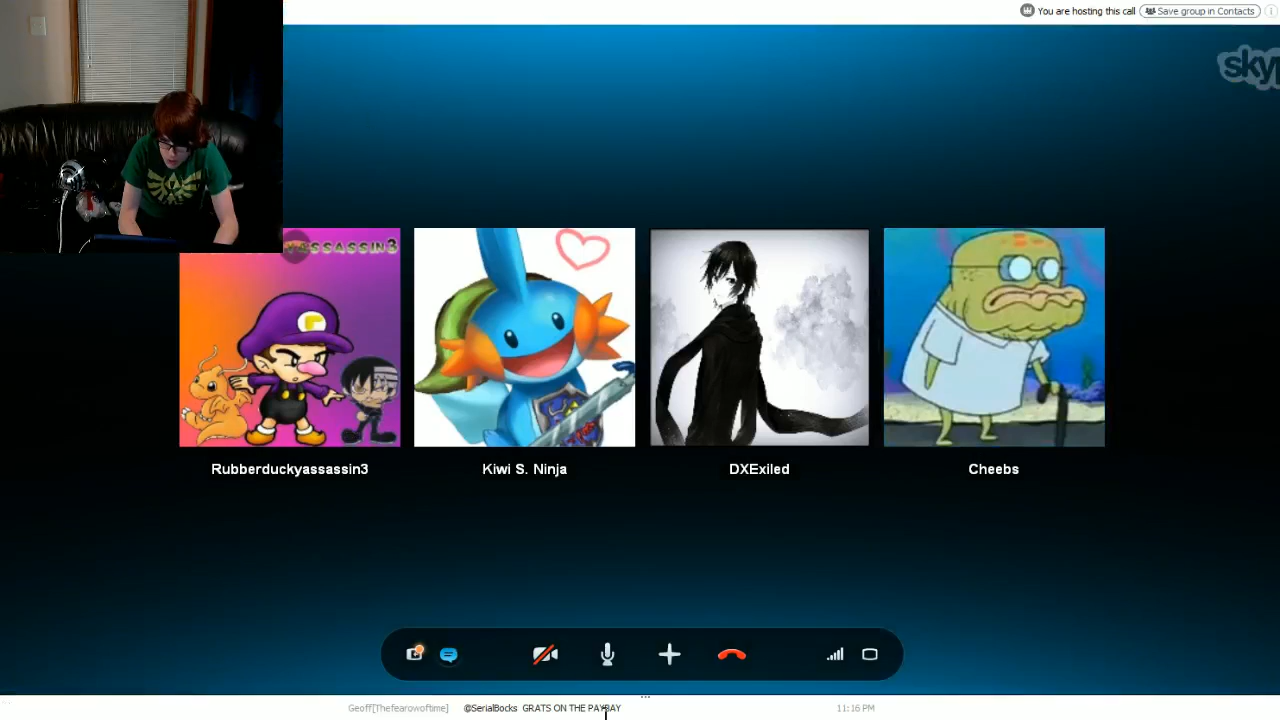 You are hosting this call
Save group in Contacts
Rubberduckyassassin3
Kiwi S. Ninja
DXExiled
Cheebs
Geoff[Thefearowoftime] @SerialBocks GRATS ON THE PAYDAY 11:16 PM